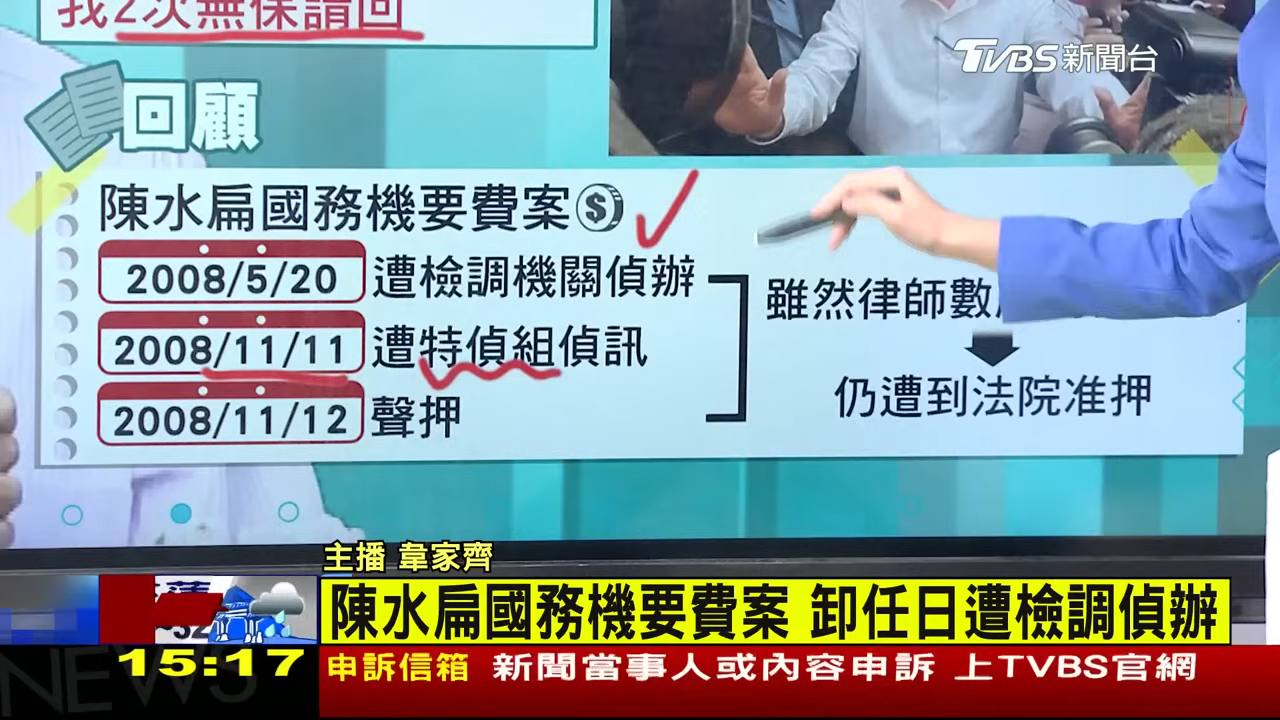 我2次無保請回
TVBS新聞台
回顧
陳水扁國務機要費案
2008/5/20 遭檢調機關偵辦
2008/11/11 遭特偵組偵訊
2008/11/12 聲押
雖然律師數
仍遭到法院准押
主播 韋家齊
陳水扁國務機要費案 卸任日遭檢調偵辦
NEWS
15:17
申訴信箱 新聞當事人或內容申訴 上TVBS官網